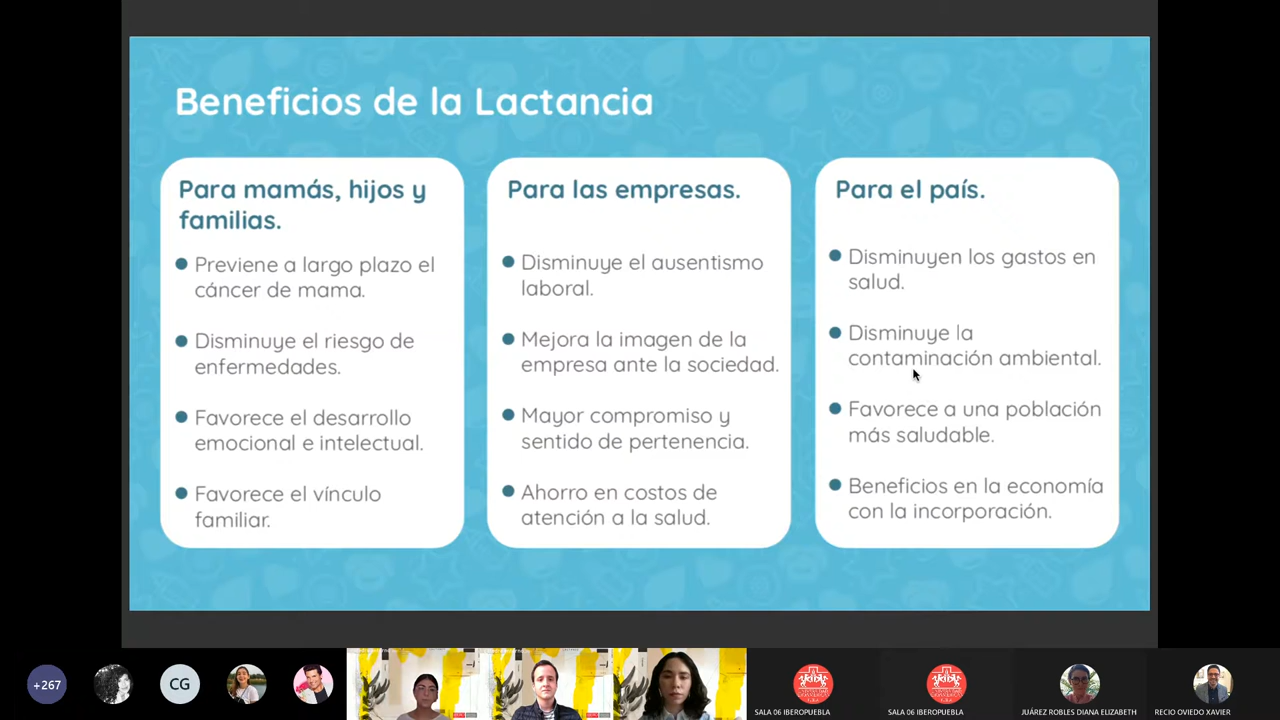 Beneficios de la Lactancia
Para mamás, hijos y
familias.
Previene a largo plazo el
cáncer de mama.
Disminuye el riesgo de
enfermedades.
Favorece el desarrollo
emocional e intelectual.
Favorece el vínculo
familiar.
Para las empresas.
Disminuye el ausentismo
laboral.
Mejora la imagen de la
empresa ante la sociedad.
Mayor compromiso y
sentido de pertenencia.
Ahorro en costos de
atención a la salud.
Para el país.
Disminuyen los gastos en
salud.
Disminuye la
contaminación ambiental.
Favorece a una población
más saludable.
Beneficios en la economía
con la incorporación.
+267
CG
SALA 06 IBEROPUEBLA
SALA 06 IBEROPUEBLA
JUÁREZ ROBLES DIANA ELIZABETH
RECIO OVIEDO XAVIER